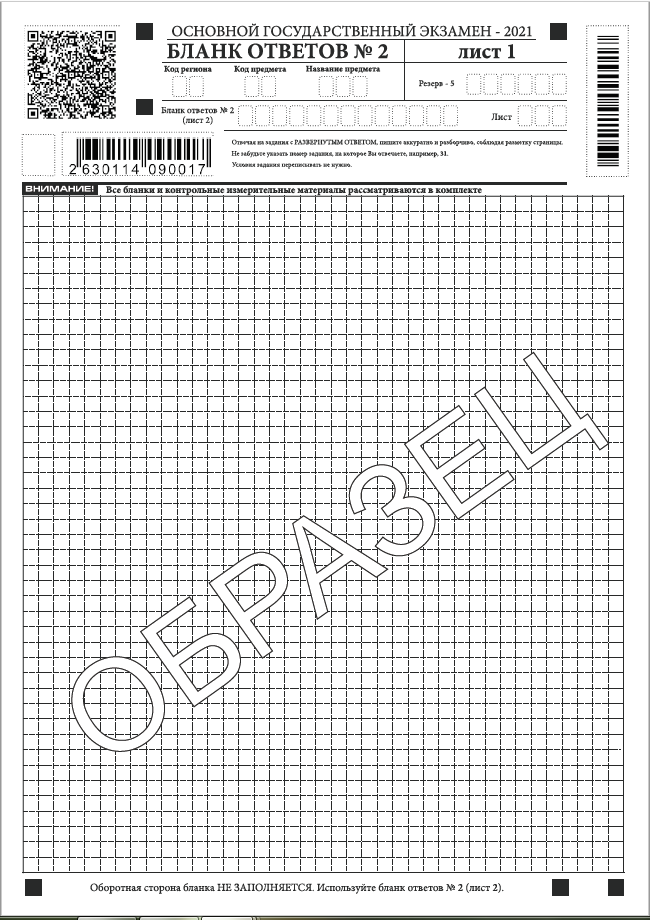 ОСНОВНОЙ ГОСУДАРСТВЕННЫЙ ЭКЗАМЕН - 2021
БЛАНК ОТВЕТОВ № 2 лист 1
Код региона Код предмета Название предмета
Резерв - 5
Бланк ответов № 2
(лист 2)
Лист
Отвечая на задания с РАЗВЕРНУТЫМ ОТВЕТОМ, пишите аккуратно и разборчиво, соблюдая разметку страницы.
Не забудьте указать номер задания, на которое Вы отвечаете, например, 31.
Условия задания переписывать не нужно.
2 630114 090017
ВНИМАНИЕ! Все бланки и контрольные измерительные материалы рассматриваются в комплекте
ОБРАЗЕЦ
Оборотная сторона бланка НЕ ЗАПОЛНЯЕТСЯ. Используйте бланк ответов № 2 (лист 2).